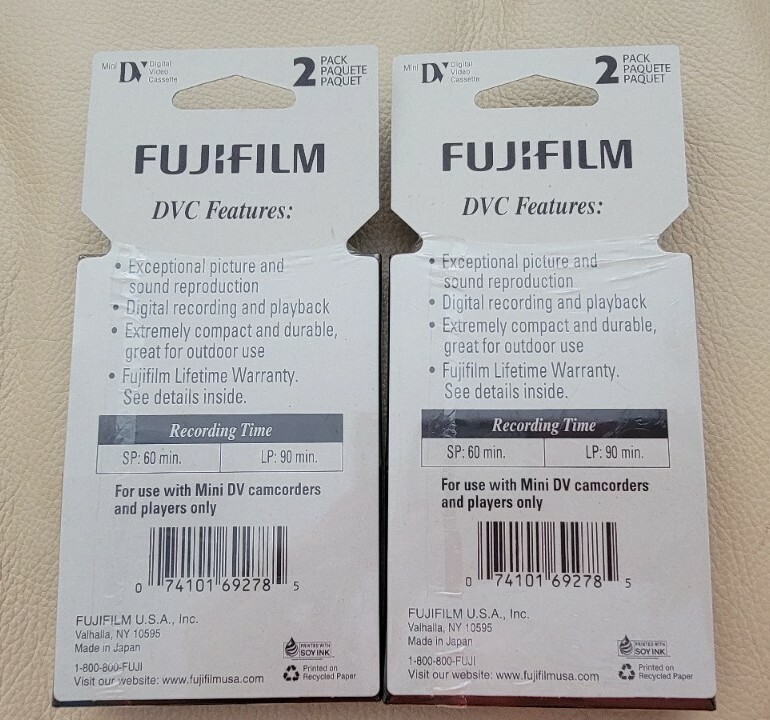 Mini DV Digital Video Cassette
2 PACK PAQUETE PAQUET
FUJIFILM
DVC Features:
• Exceptional picture and
sound reproduction
• Digital recording and playback
• Extremely compact and durable,
great for outdoor use
• Fujifilm Lifetime Warranty.
See details inside.
Recording Time
SP: 60 min. LP: 90 min.
For use with Mini DV camcorders
and players only
0 74101 69278 5
FUJIFILM U.S.A., Inc.
Valhalla, NY 10595
Made in Japan
1-800-800-FUJI
Visit our website: www.fujifilmusa.com
PRINTED WITH
SOY INK
Printed on
Recycled Paper
Mini DV Digital Video Cassette
2 PACK PAQUETE PAQUET
FUJIFILM
DVC Features:
• Exceptional picture and
sound reproduction
• Digital recording and playback
• Extremely compact and durable,
great for outdoor use
• Fujifilm Lifetime Warranty.
See details inside.
Recording Time
SP: 60 min. LP: 90 min.
For use with Mini DV camcorders
and players only
0 74101 69278 5
FUJIFILM U.S.A., Inc.
Valhalla, NY 10595
Made in Japan
1-800-800-FUJI
Visit our website: www.fujifilmusa.com
PRINTED WITH
SOY INK
Printed on
Recycled Paper